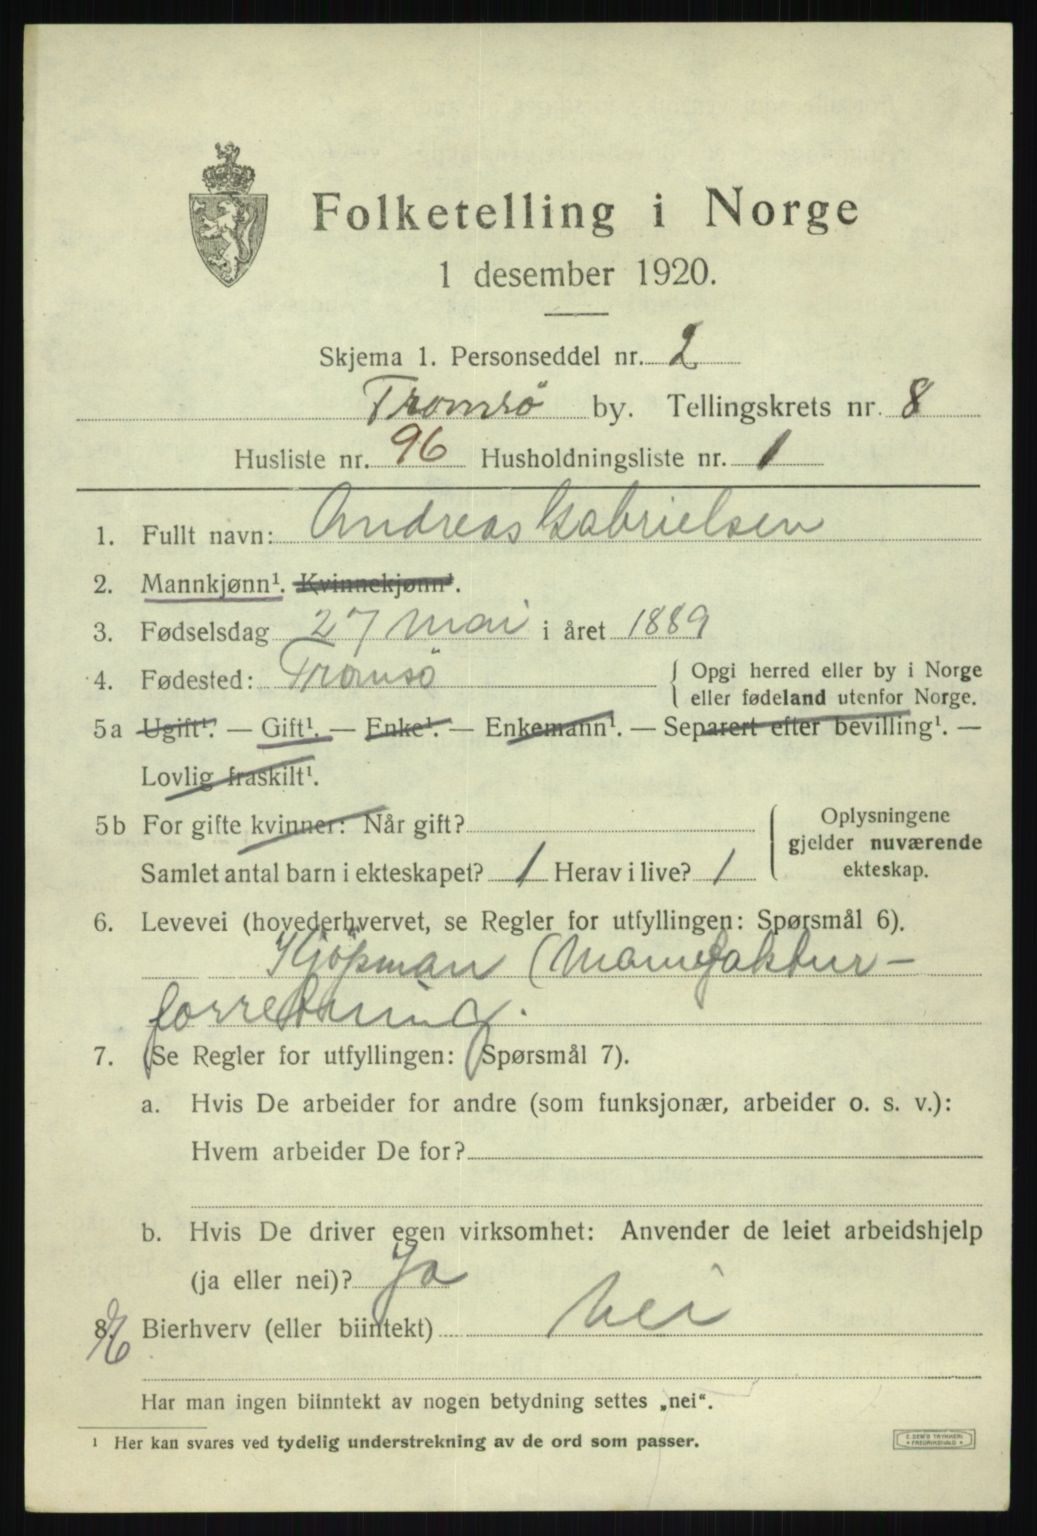 Folketelling i Norge
1 desember 1920.
Skjema 1. Personseddel nr. 2
Tromsö by. Tellingskrets nr. 8
Husliste nr. 96 Husholdningsliste nr. 1
1. Fullt navn: Andreas Gabrielsen
2. Mannkjønn¹. Kvinnekjønn¹.
3. Fødselsdag 27 mai i året 1889
4. Fødested: Tromsö { Opgi herred eller by i Norge
eller fødeland utenfor Norge.
5a Ugift¹. — Gift¹. — Enke¹. — Enkemann¹. — Separert efter bevilling¹. —
Lovlig fraskilt¹.
5b For gifte kvinner: Når gift?
Samlet antal barn i ekteskapet? 1 Herav i live? 1
Oplysningene
gjelder nuværende
ekteskap.
6. Levevei (hovederhvervet, se Regler for utfyllingen: Spørsmål 6).
Kjöpman (Manufaktur-
forretning.
7. (Se Regler for utfyllingen: Spørsmål 7).
a. Hvis De arbeider for andre (som funksjonær, arbeider o. s. v.):
Hvem arbeider De for?
b. Hvis De driver egen virksomhet: Anvender de leiet arbeidshjelp
(ja eller nei)? Ja
8. Bierhverv (eller biinntekt) Nei
Har man ingen biinntekt av nogen betydning settes „nei“.
¹ Her kan svares ved tydelig understrekning av de ord som passer.
E. SEM'S TRYKKERI
FREDRIKSHALD